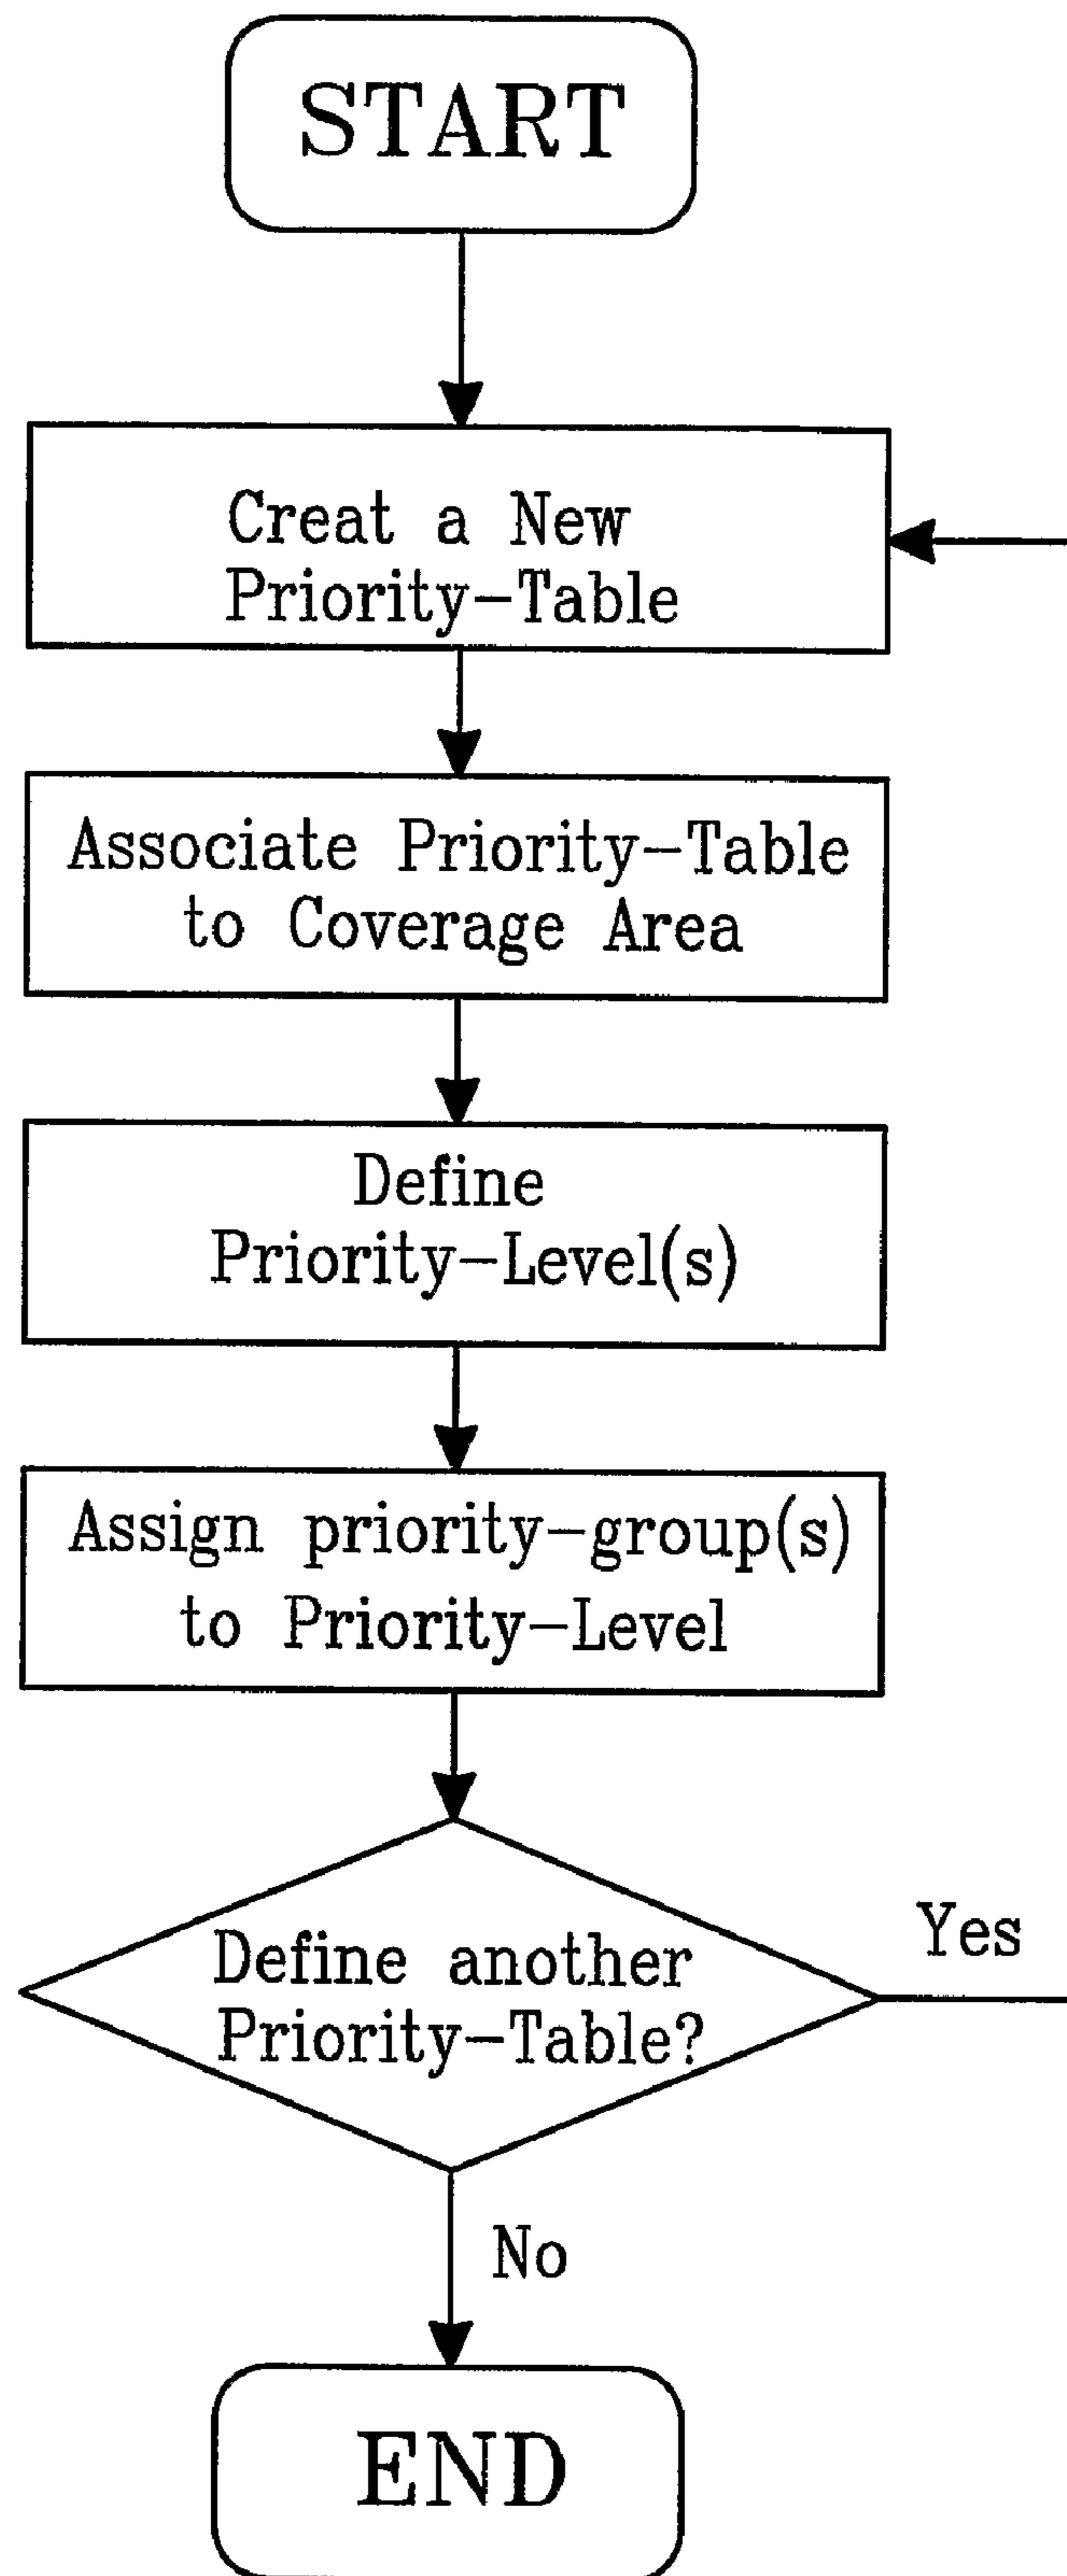 START
Creat a New
Priority-Table
Associate Priority-Table
to Coverage Area
Define
Priority-Level(s)
Assign priority-group(s)
to Priority-Level
Define another
Priority-Table?
Yes
No
END